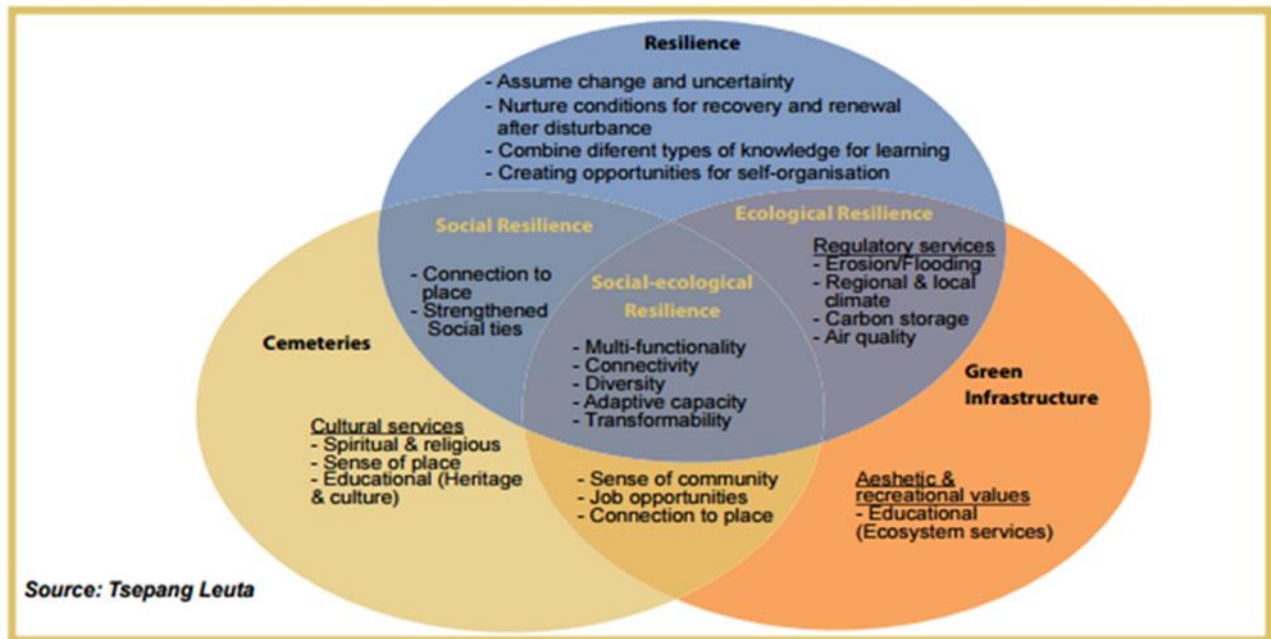 Resilience
- Assume change and uncertainty
- Nurture conditions for recovery and renewal
after disturbance
- Combine diferent types of knowledge for learning
- Creating opportunities for self-organisation
Social Resilience
- Connection to
place
- Strengthened
Social ties
Ecological Resilience
Regulatory services
- Erosion/Flooding
- Regional & local
climate
- Carbon storage
- Air quality
Social-ecological
Resilience
- Multi-functionality
- Connectivity
- Diversity
- Adaptive capacity
- Transformability
Cemeteries
Cultural services
- Spiritual & religious
- Sense of place
- Educational (Heritage
& culture)
- Sense of community
- Job opportunities
- Connection to place
Green
Infrastructure
Aeshetic &
recreational values
- Educational
(Ecosystem services)
Source: Tsepang Leuta